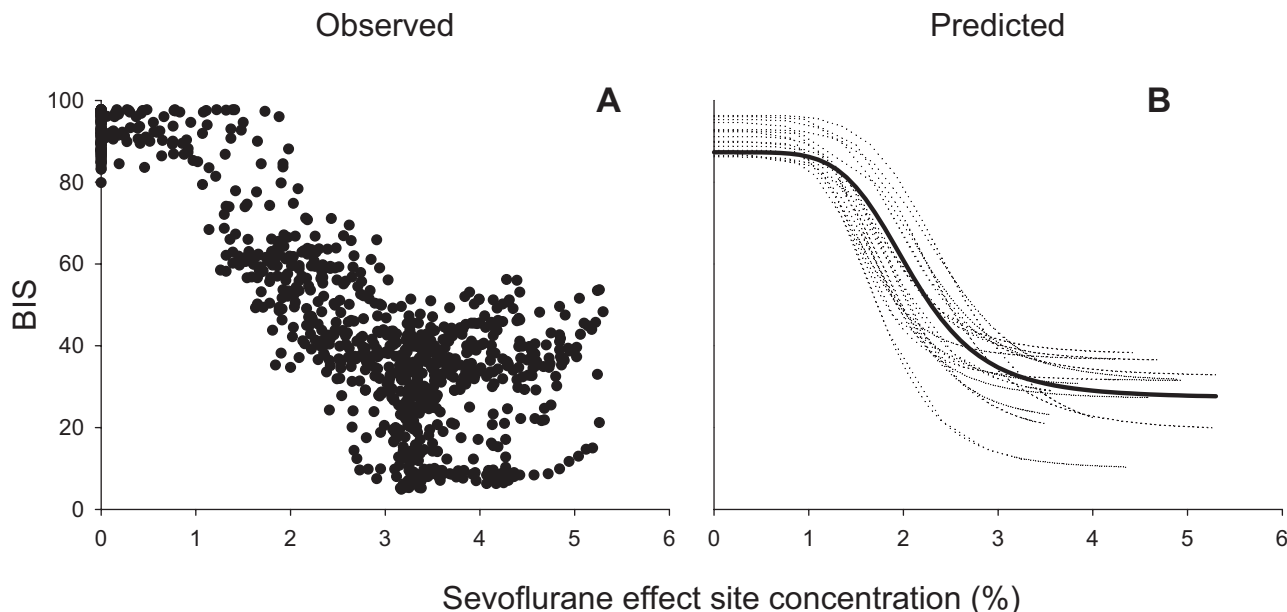 Observed Predicted
A B
100
80
60
40
20
0
BIS
0 1 2 3 4 5 6 0 1 2 3 4 5 6
Sevoflurane effect site concentration (%)